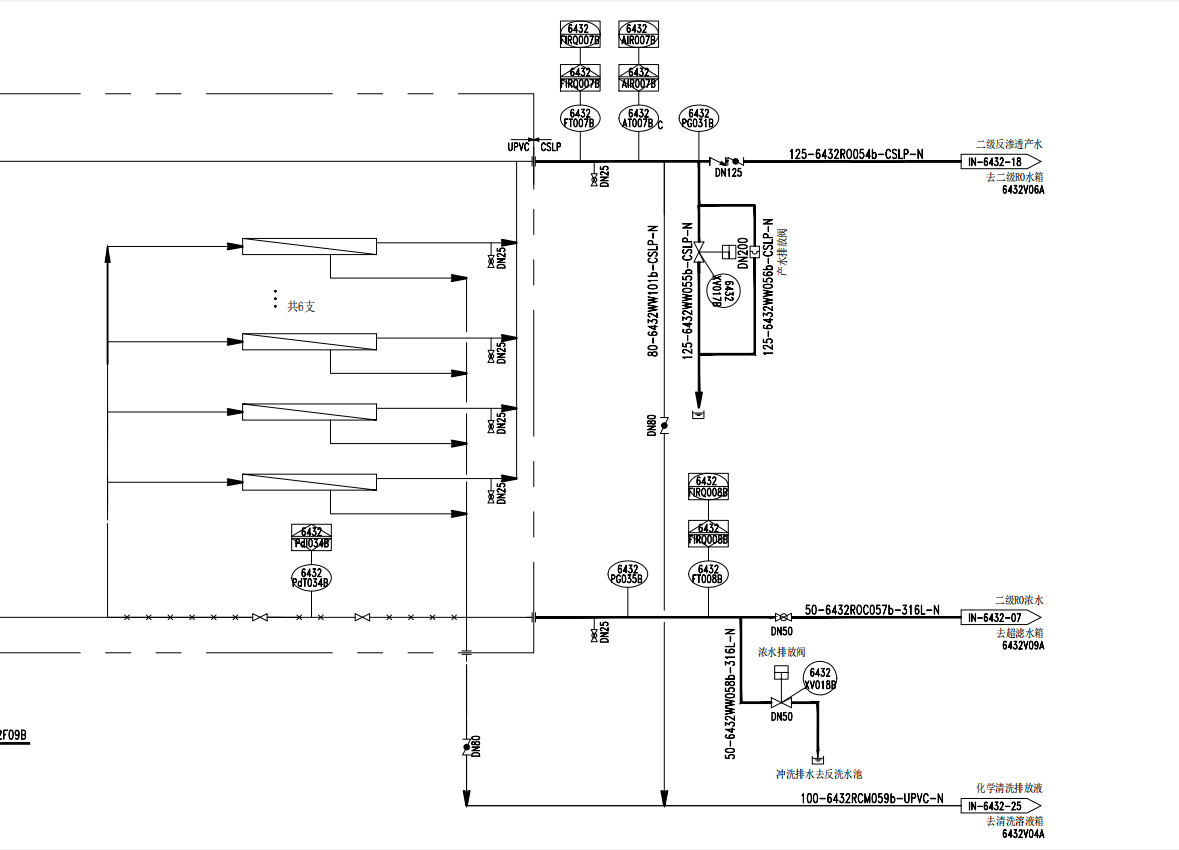 6432
FIRQ007B
6432
AIR007B
6432
FIRQ007B
6432
AIR007B
6432
FT007B
6432
AT007B
C
6432
PG031B
UPVC
CSLP
DN25
DN125
125-6432RO054b-CSLP-N
二级反渗透产水
IN-6432-18
去二级RO水箱
6432V06A
80-6432WW101b-CSLP-N
125-6432WW055b-CSLP-N
DN200
125-6432WW056b-CSLP-N
产水排放阀
6432
XV017B
DN25
共6支
DN25
DN25
DN25
DN80
6432
FIRQ008B
6432
FIRQ008B
6432
FT008B
6432
PG035B
6432
PdI034B
6432
PdT034B
DN25
DN50
50-6432ROC057b-316L-N
二级RO浓水
IN-6432-07
去超滤水箱
6432V09A
50-6432WW058b-316L-N
浓水排放阀
6432
XV018B
DN50
冲洗排水去反洗水池
2F09B
DN80
100-6432RCM059b-UPVC-N
化学清洗排放液
IN-6432-25
去清洗溶液箱
6432V04A